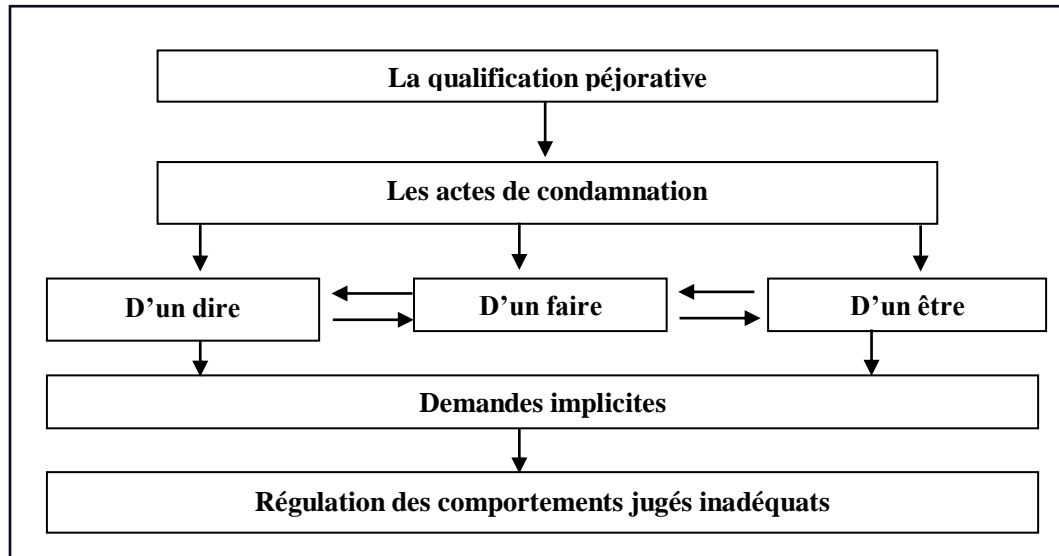 La qualification péjorative
Les actes de condamnation
D’un dire
D’un faire
D’un être
Demandes implicites
Régulation des comportements jugés inadéquats